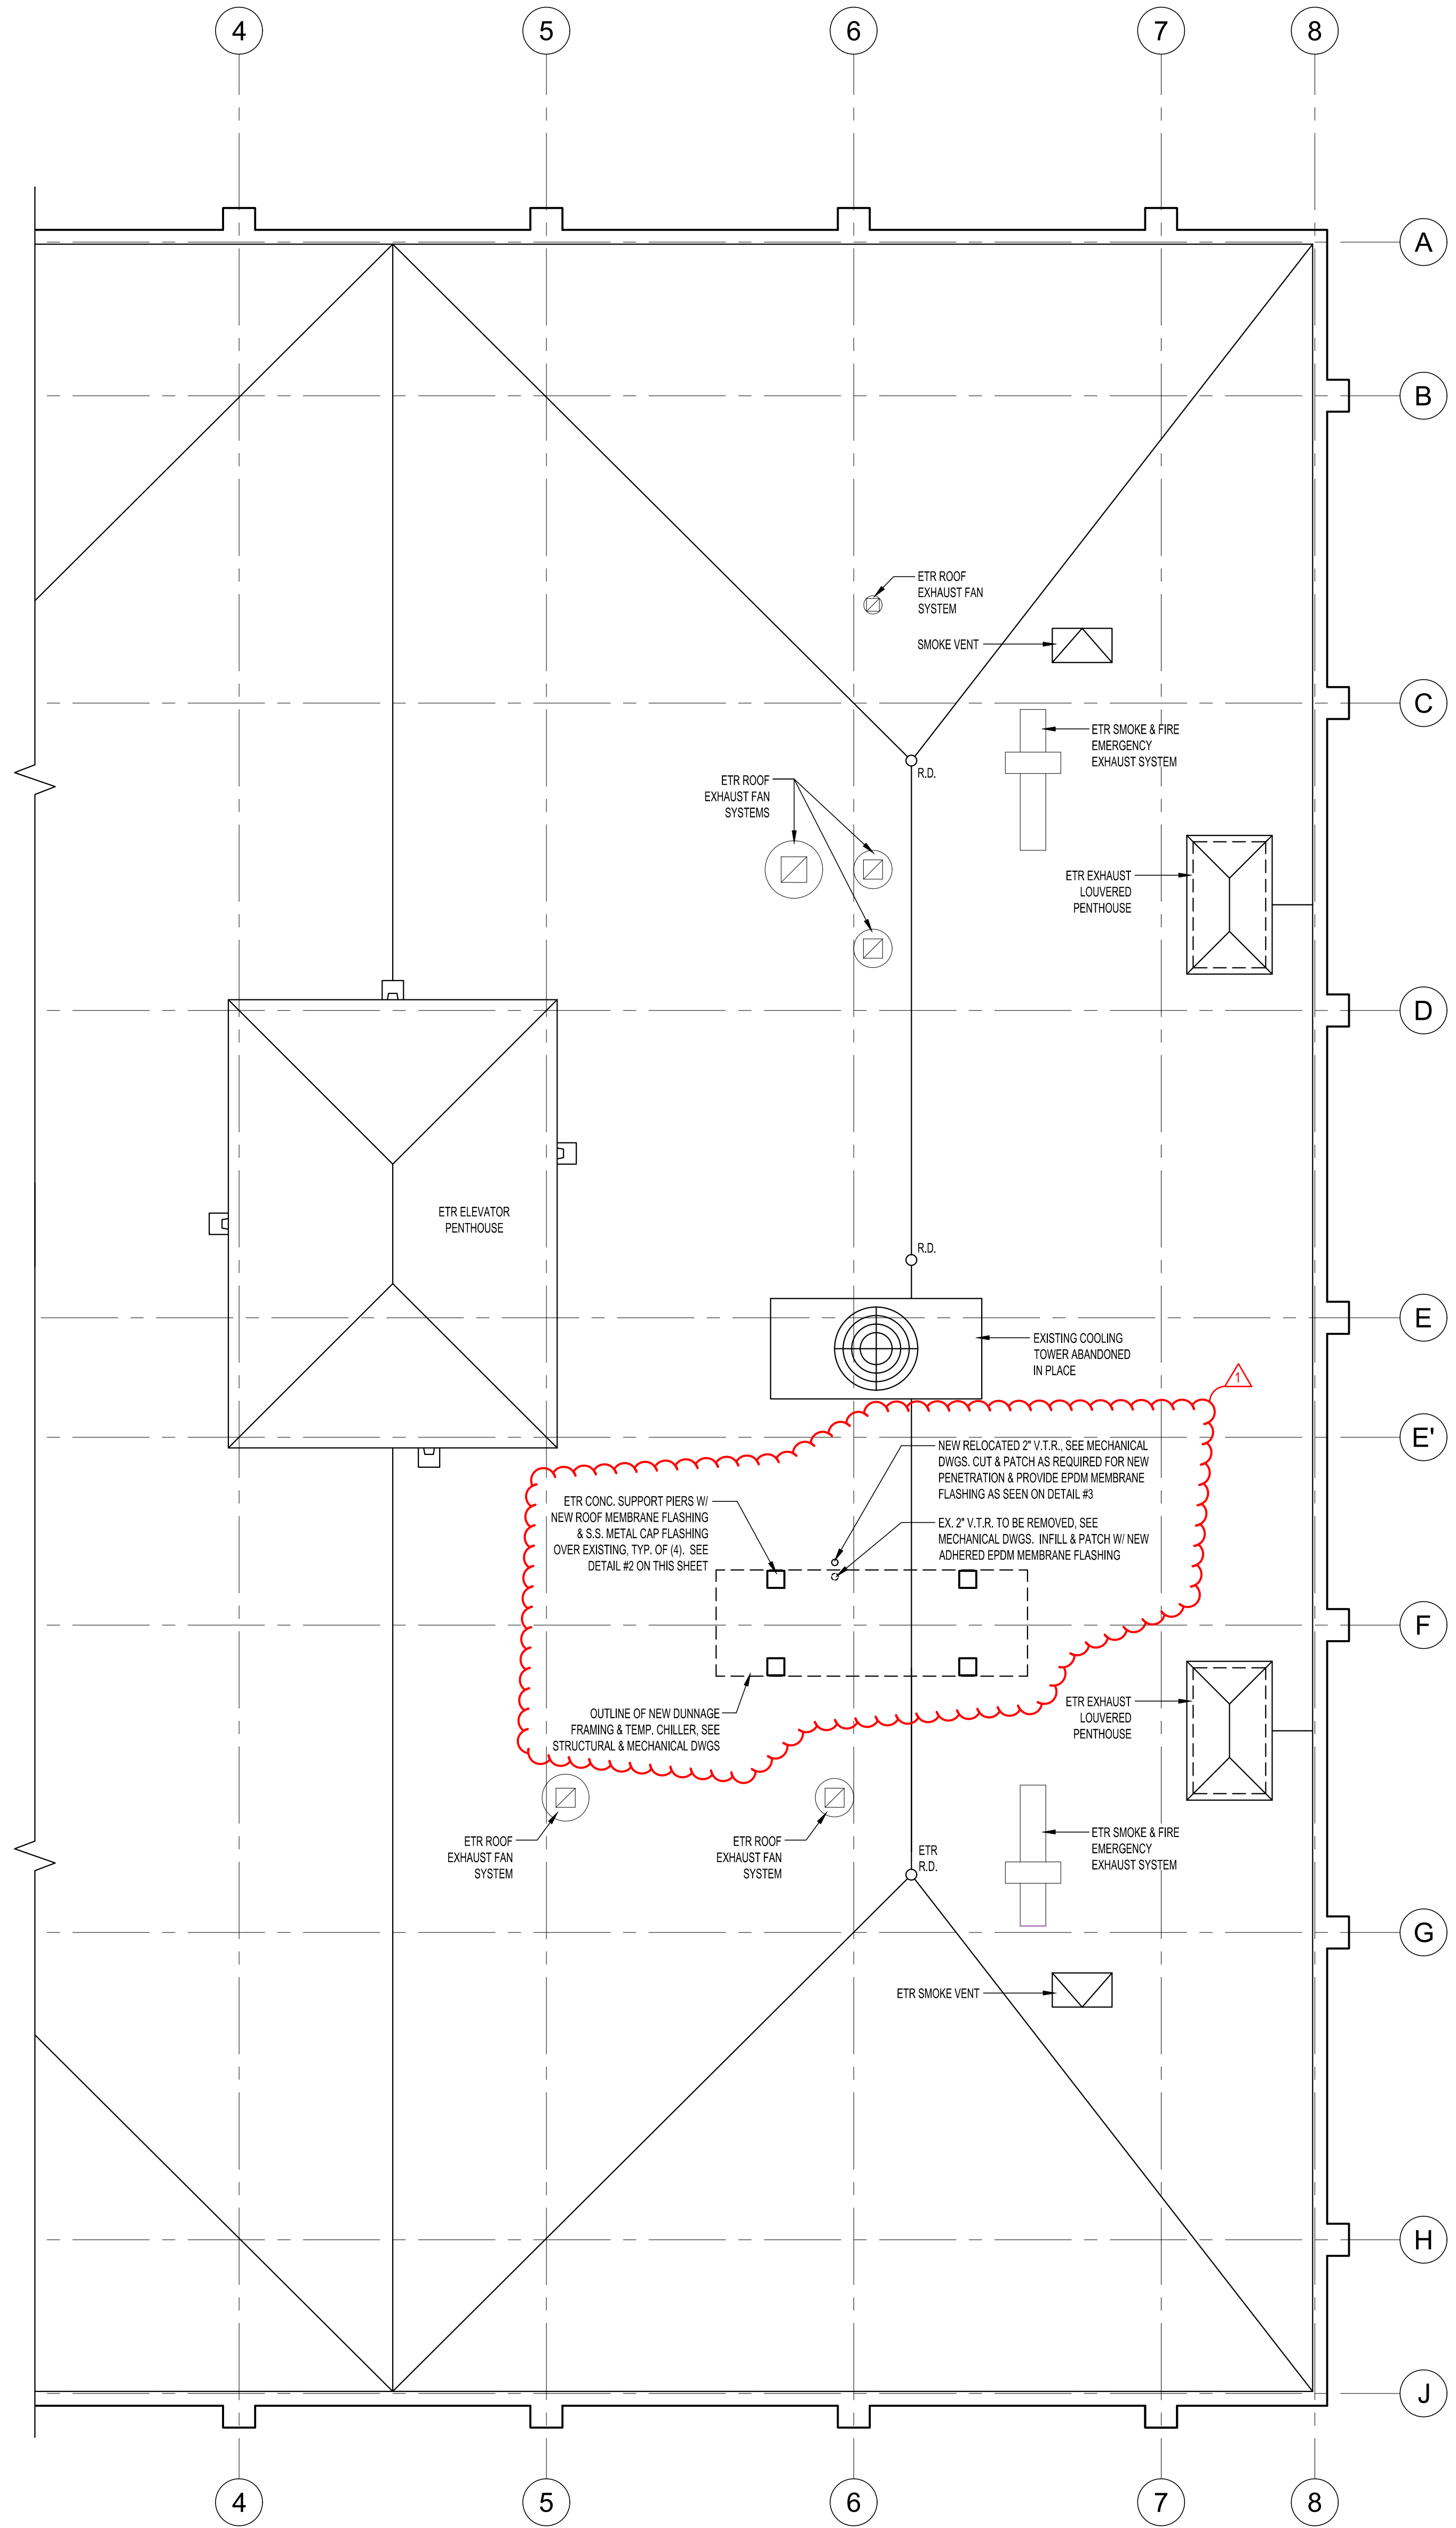 4
5
6
7
8
A
B
ETR ROOF
EXHAUST FAN
SYSTEM
SMOKE VENT
C
ETR SMOKE & FIRE
EMERGENCY
EXHAUST SYSTEM
R.D.
ETR ROOF
EXHAUST FAN
SYSTEMS
ETR EXHAUST
LOUVERED
PENTHOUSE
D
ETR ELEVATOR
PENTHOUSE
R.D.
E
EXISTING COOLING
TOWER ABANDONED
IN PLACE
1
E'
NEW RELOCATED 2" V.T.R., SEE MECHANICAL
DWGS. CUT & PATCH AS REQUIRED FOR NEW
PENETRATION & PROVIDE EPDM MEMBRANE
FLASHING AS SEEN ON DETAIL #3
ETR CONC. SUPPORT PIERS W/
NEW ROOF MEMBRANE FLASHING
& S.S. METAL CAP FLASHING
OVER EXISTING, TYP. OF (4). SEE
DETAIL #2 ON THIS SHEET
EX. 2" V.T.R. TO BE REMOVED, SEE
MECHANICAL DWGS. INFILL & PATCH W/ NEW
ADHERED EPDM MEMBRANE FLASHING
F
OUTLINE OF NEW DUNNAGE
FRAMING & TEMP. CHILLER, SEE
STRUCTURAL & MECHANICAL DWGS
ETR EXHAUST
LOUVERED
PENTHOUSE
ETR ROOF
EXHAUST FAN
SYSTEM
ETR ROOF
EXHAUST FAN
SYSTEM
ETR
R.D.
ETR SMOKE & FIRE
EMERGENCY
EXHAUST SYSTEM
G
ETR SMOKE VENT
H
J
4
5
6
7
8